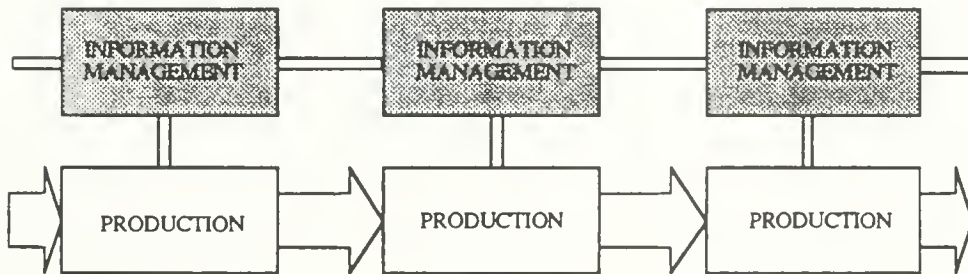 INFORMATION
MANAGEMENT
INFORMATION
MANAGEMENT
INFORMATION
MANAGEMENT
PRODUCTION
PRODUCTION
PRODUCTION